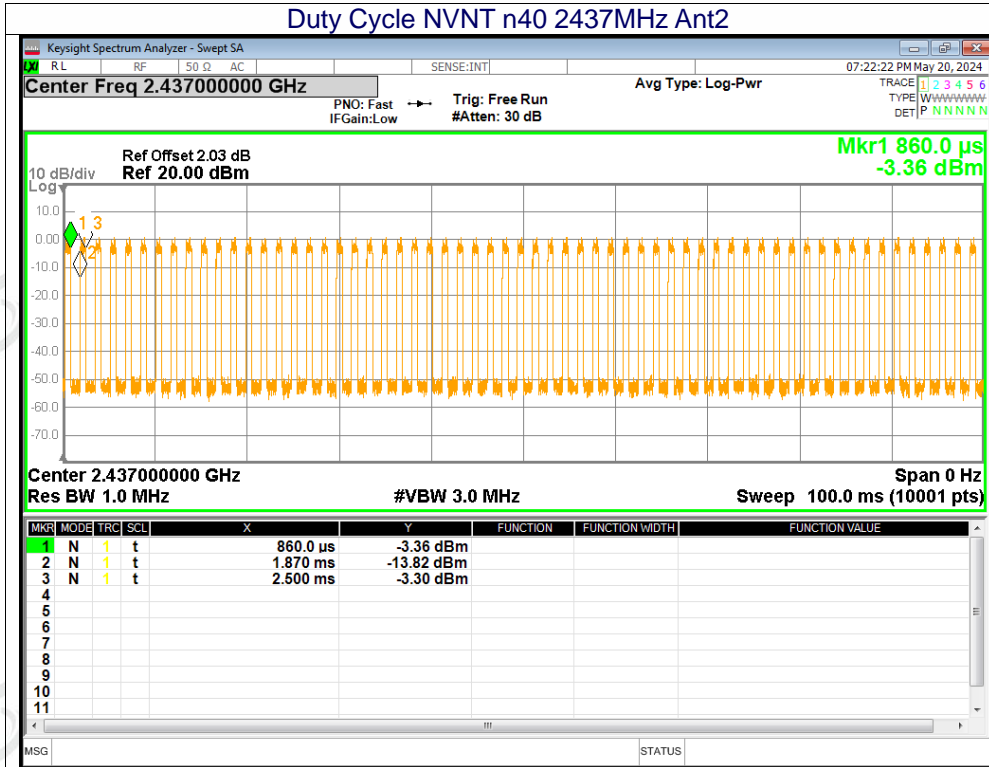 Duty Cycle NVNT n40 2437MHz Ant2
Keysight Spectrum Analyzer - Swept SA
LXI RL RF 50 Ω AC SENSE:INT 07:22:22 PM May 20, 2024
Center Freq 2.437000000 GHz Avg Type: Log-Pwr TRACE 1 2 3 4 5 6
PNO: Fast Trig: Free Run TYPE WWWWWW
IFGain:Low #Atten: 30 dB DET P N N N N N
Mkr1 860.0 µs
Ref Offset 2.03 dB
10 dB/div Ref 20.00 dBm -3.36 dBm
Log
10.0
1 3
0.00
2
-10.0
-20.0
-30.0
-40.0
-50.0
-60.0
-70.0
Center 2.437000000 GHz Span 0 Hz
Res BW 1.0 MHz #VBW 3.0 MHz Sweep 100.0 ms (10001 pts)
MKR MODE TRC SCL X Y FUNCTION FUNCTION WIDTH FUNCTION VALUE
1 N 1 t 860.0 µs -3.36 dBm
2 N 1 t 1.870 ms -13.82 dBm
3 N 1 t 2.500 ms -3.30 dBm
4
5
6
7
8
9
10
11
MSG STATUS